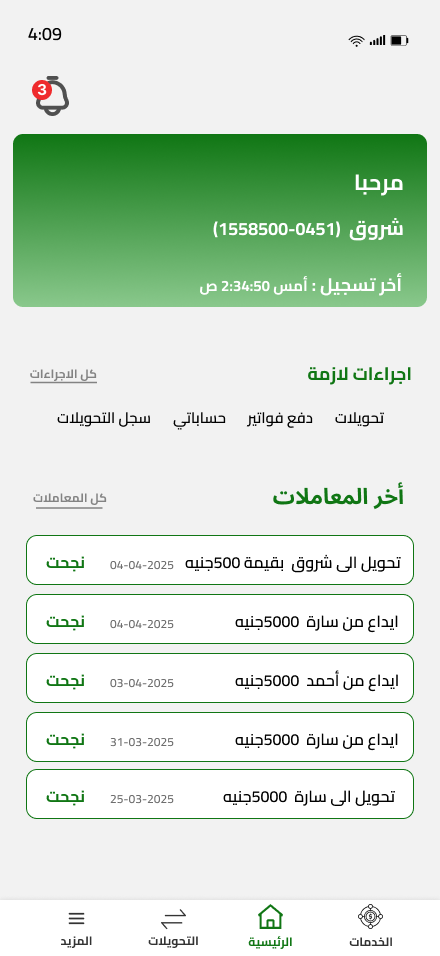 4:09
3
مرحبا
شروق (0451-1558500)
أخر تسجيل : أمس 2:34:50 ص
اجراءات لازمة
كل الاجراءات
تحويلات دفع فواتير حساباتي سجل التحويلات
أخر المعاملات
كل المعاملات
تحويل الى شروق بقيمة 500جنيه 04-04-2025 نجحت
ايداع من سارة 5000جنيه 04-04-2025 نجحت
ايداع من أحمد 5000جنيه 03-04-2025 نجحت
ايداع من سارة 5000جنيه 31-03-2025 نجحت
تحويل الى سارة 5000جنيه 25-03-2025 نجحت
الخدمات الرئيسية التحويلات المزيد